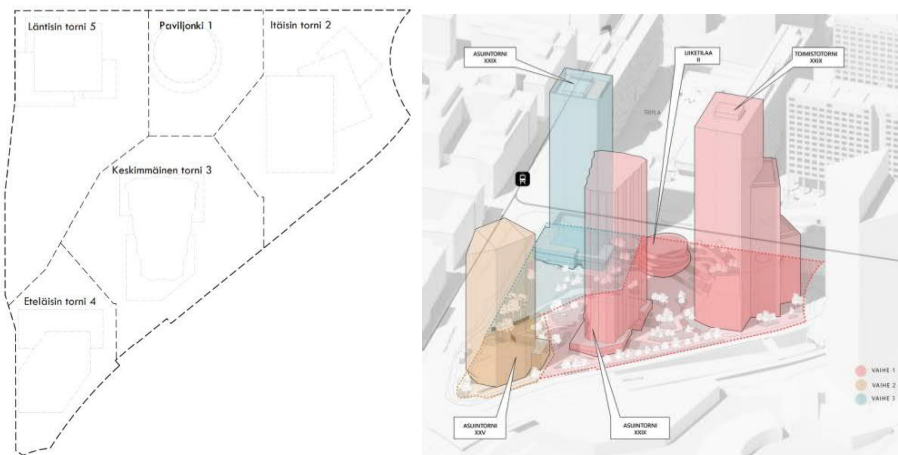 Läntisin torni 5
Paviljonki 1
Itäisin torni 2
Keskimmäinen torni 3
Eteläisin torni 4
ASUINTORNI
XXIX
LIIKETILAA
II
TOIMISTOTORNI
XXIX
TRIPLA
VAIHE 1
VAIHE 2
VAIHE 3
ASUINTORNI
XXV
ASUINTORNI
XXIX